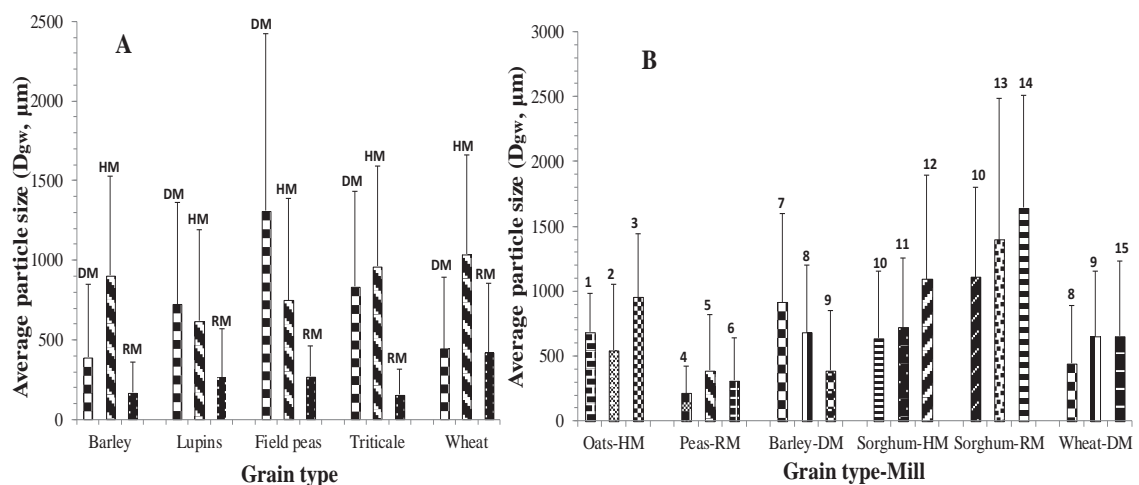 A
Average particle size (Dgw, µm)
2500
2000
1500
1000
500
0
DM
HM
RM
DM
HM
RM
DM
HM
RM
DM
HM
RM
DM
HM
RM
Barley
Lupins
Field peas
Triticale
Wheat
Grain type
B
Average particle size (Dgw, µm)
3000
2500
2000
1500
1000
500
0
1
2
3
4
5
6
7
8
9
10
11
12
10
13
14
8
9
15
Oats-HM
Peas-RM
Barley-DM
Sorghum-HM
Sorghum-RM
Wheat-DM
Grain type-Mill